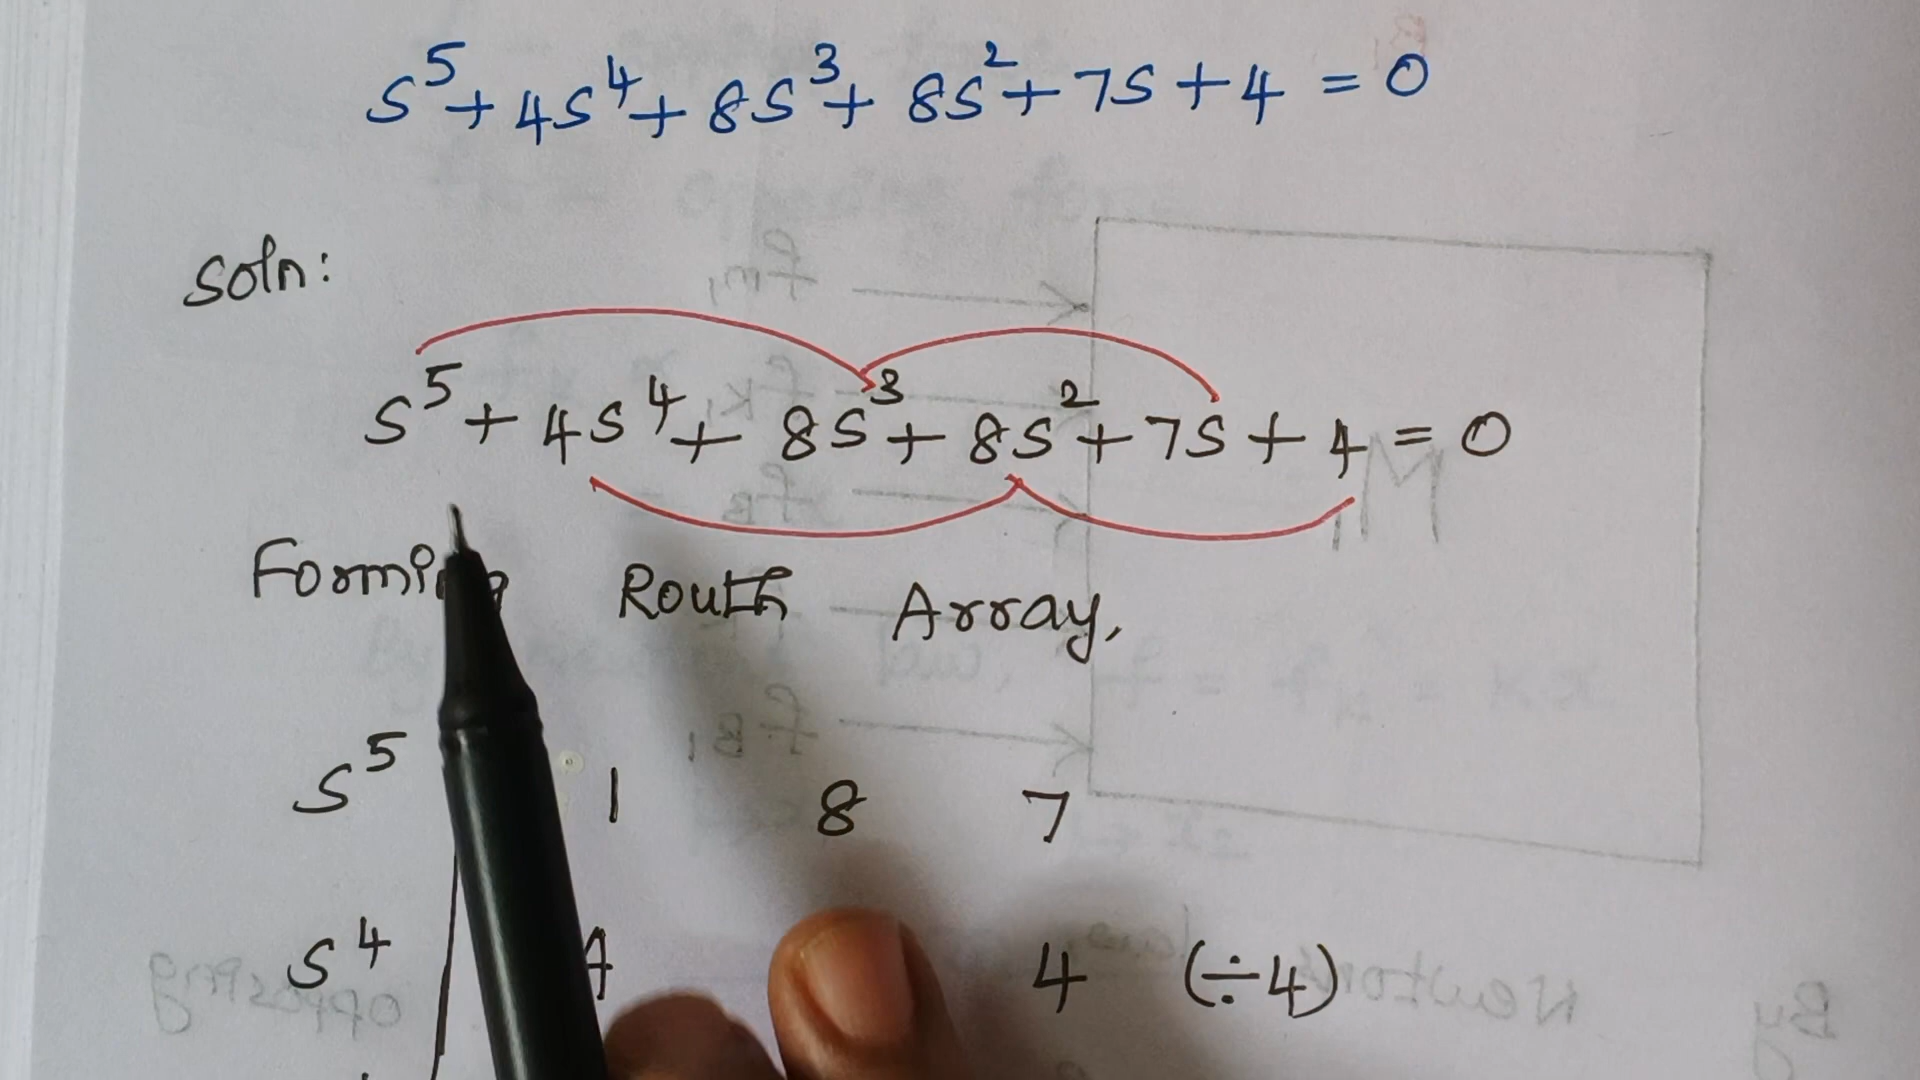 s⁵ + 4s⁴ + 8s³ + 8s² + 7s + 4 = 0
Soln:
s⁵ + 4s⁴ + 8s³ + 8s² + 7s + 4 = 0
Forming Routh Array,
s⁵ 1 8 7
s⁴ 4 4 (÷4)